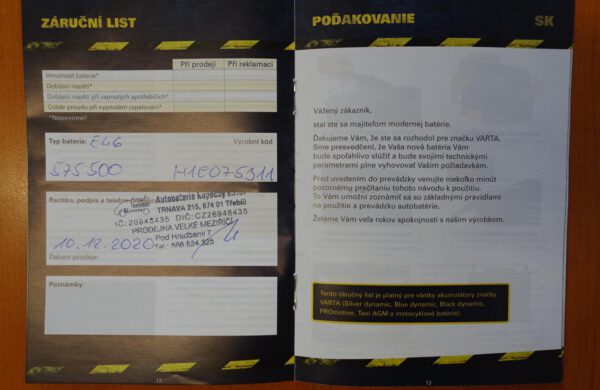 ZÁRUČNÍ LIST
Při prodeji Při reklamaci
Hmotnost baterie*
Dobíjecí napětí*
Dobíjecí napětí při zapnutých spotřebičích*
Odběr proudu při vypnutém zapalování*
*Nepovinné!
Typ baterie: E46 Výrobní kód:
575 500 H1E075311
Razítko, podpis a telefon
Autobaterie Kopecký s.r.o.
TRNAVA 215, 674 01 Třebíč
IČ:26948435 DIČ:CZ26948435
PRODEJNA VELKÉ MEZIŘÍČÍ
Pod Hradbami
10.12.2020 Tel.: 566 524 325
Datum prodeje:
Poznámky:
12
POĎAKOVANIE SK
Vážený zákazník,
stal ste sa majiteľom modernej batérie.
Ďakujeme Vám, že ste sa rozhodol pre značku VARTA.
Sme presvedčení, že Vaša nová batéria Vám
bude spoľahlivo slúžiť a bude svojimi technickými
parametrami plne vyhovovať Vašim požiadavkám.
Pred uvedením do prevádzky venujte niekoľko minút
pozornému prečítaniu tohoto návodu k použitiu.
To Vám umožní zoznámiť sa so základnými pravidlami
na použitie a prevádzku autobatérie.
Želáme Vám veľa rokov spokojnosti s našim výrobkom.
Tento záručný list je platný pre všetky akumulátory značky
VARTA (Silver dynamic, Blue dynamic, Black dynamic,
PROmotive, Taxi AGM a motocyklové batérie).
13